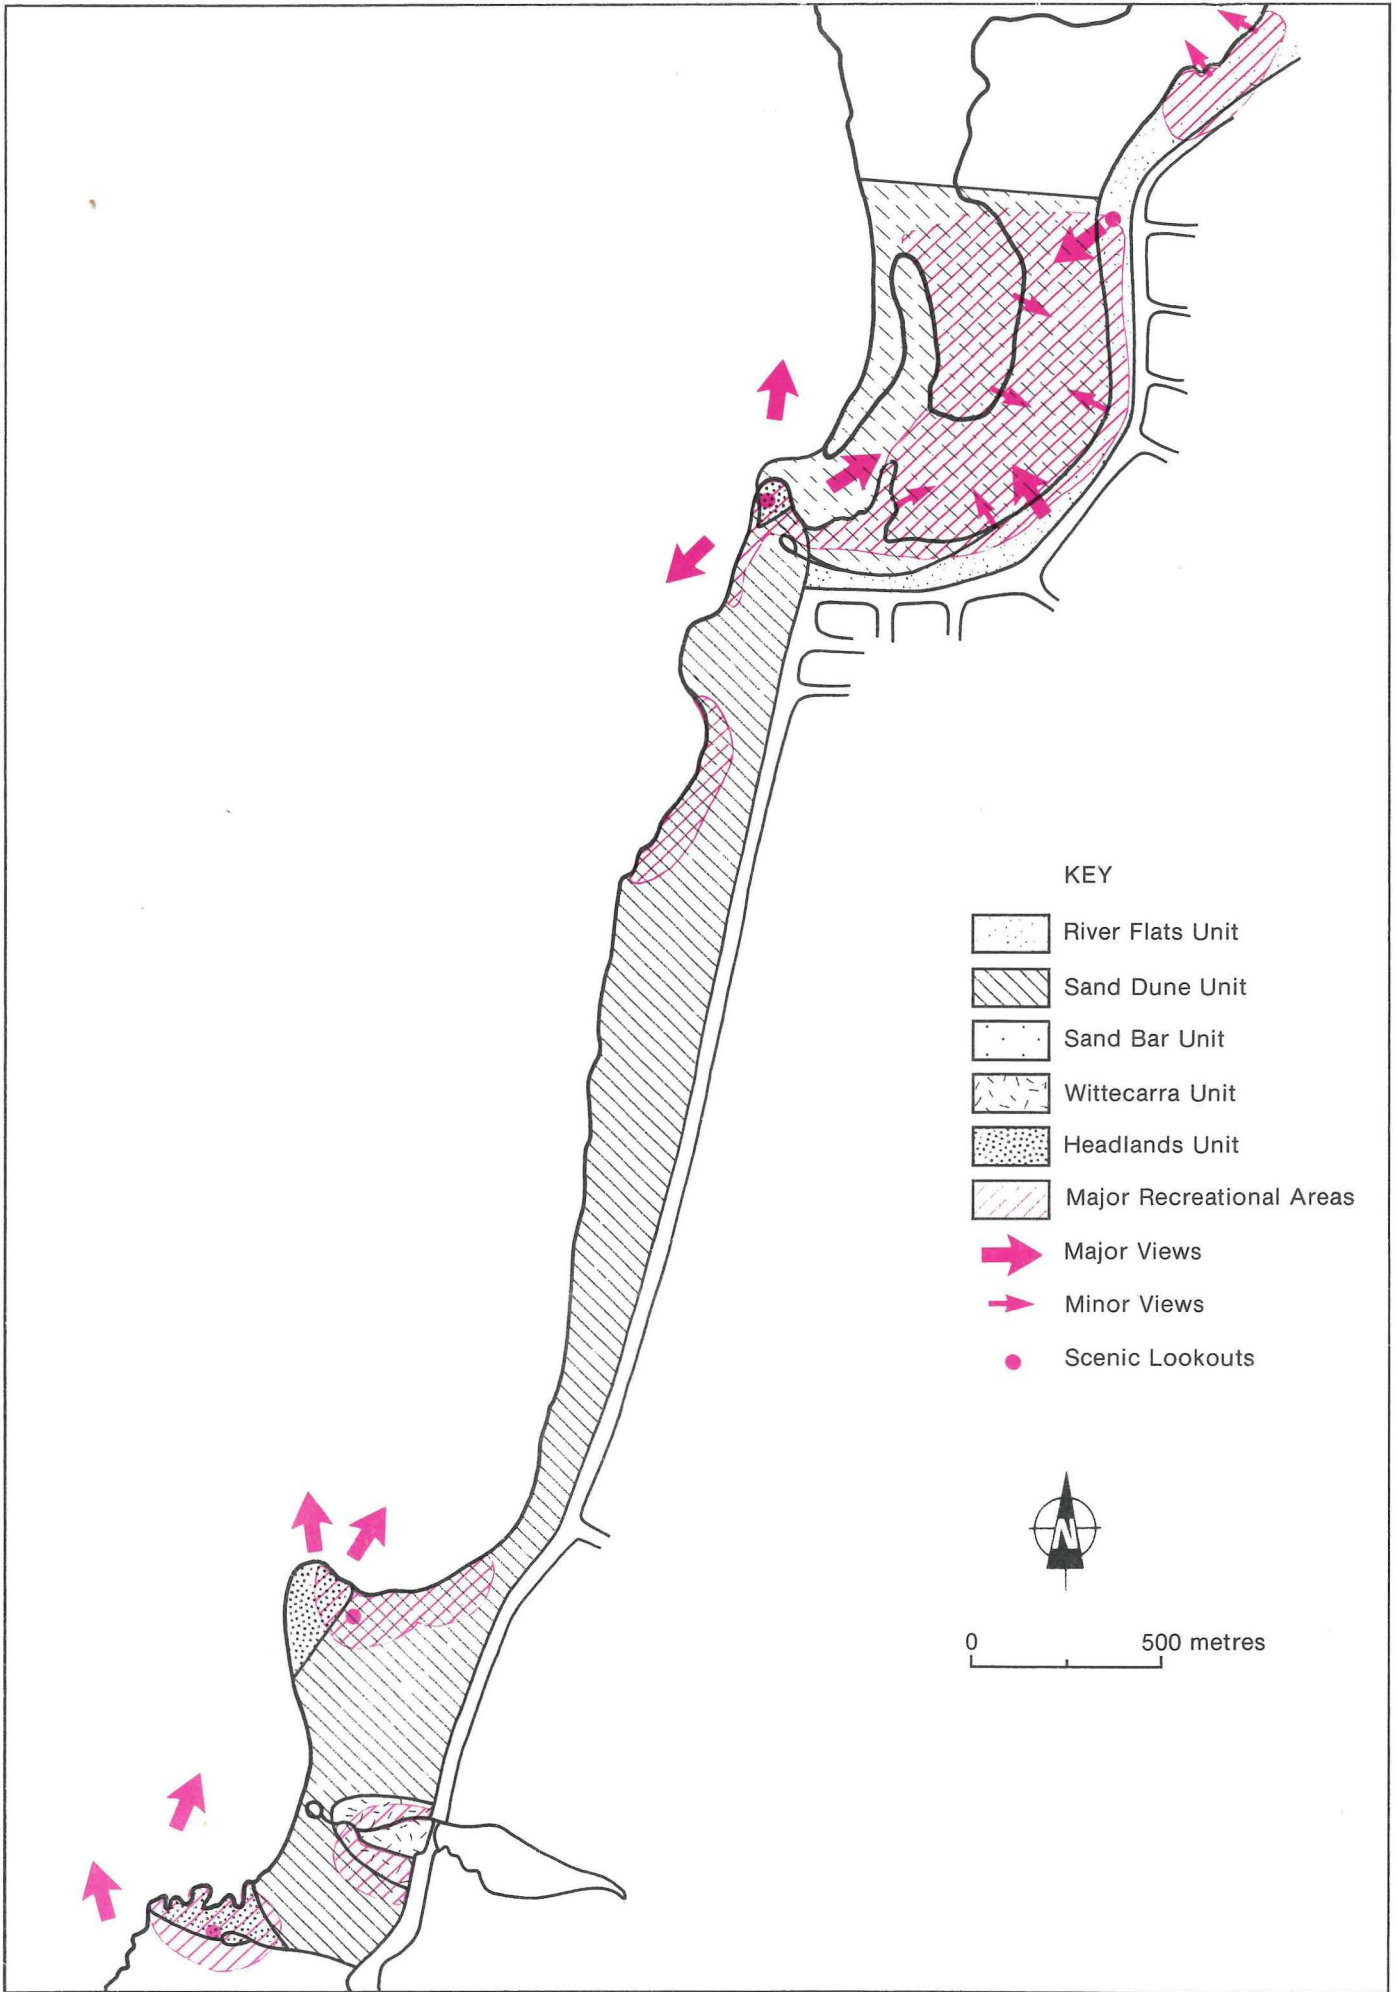 KEY
River Flats Unit
Sand Dune Unit
Sand Bar Unit
Wittecarra Unit
Headlands Unit
Major Recreational Areas
Major Views
Minor Views
Scenic Lookouts
N
0 500 metres